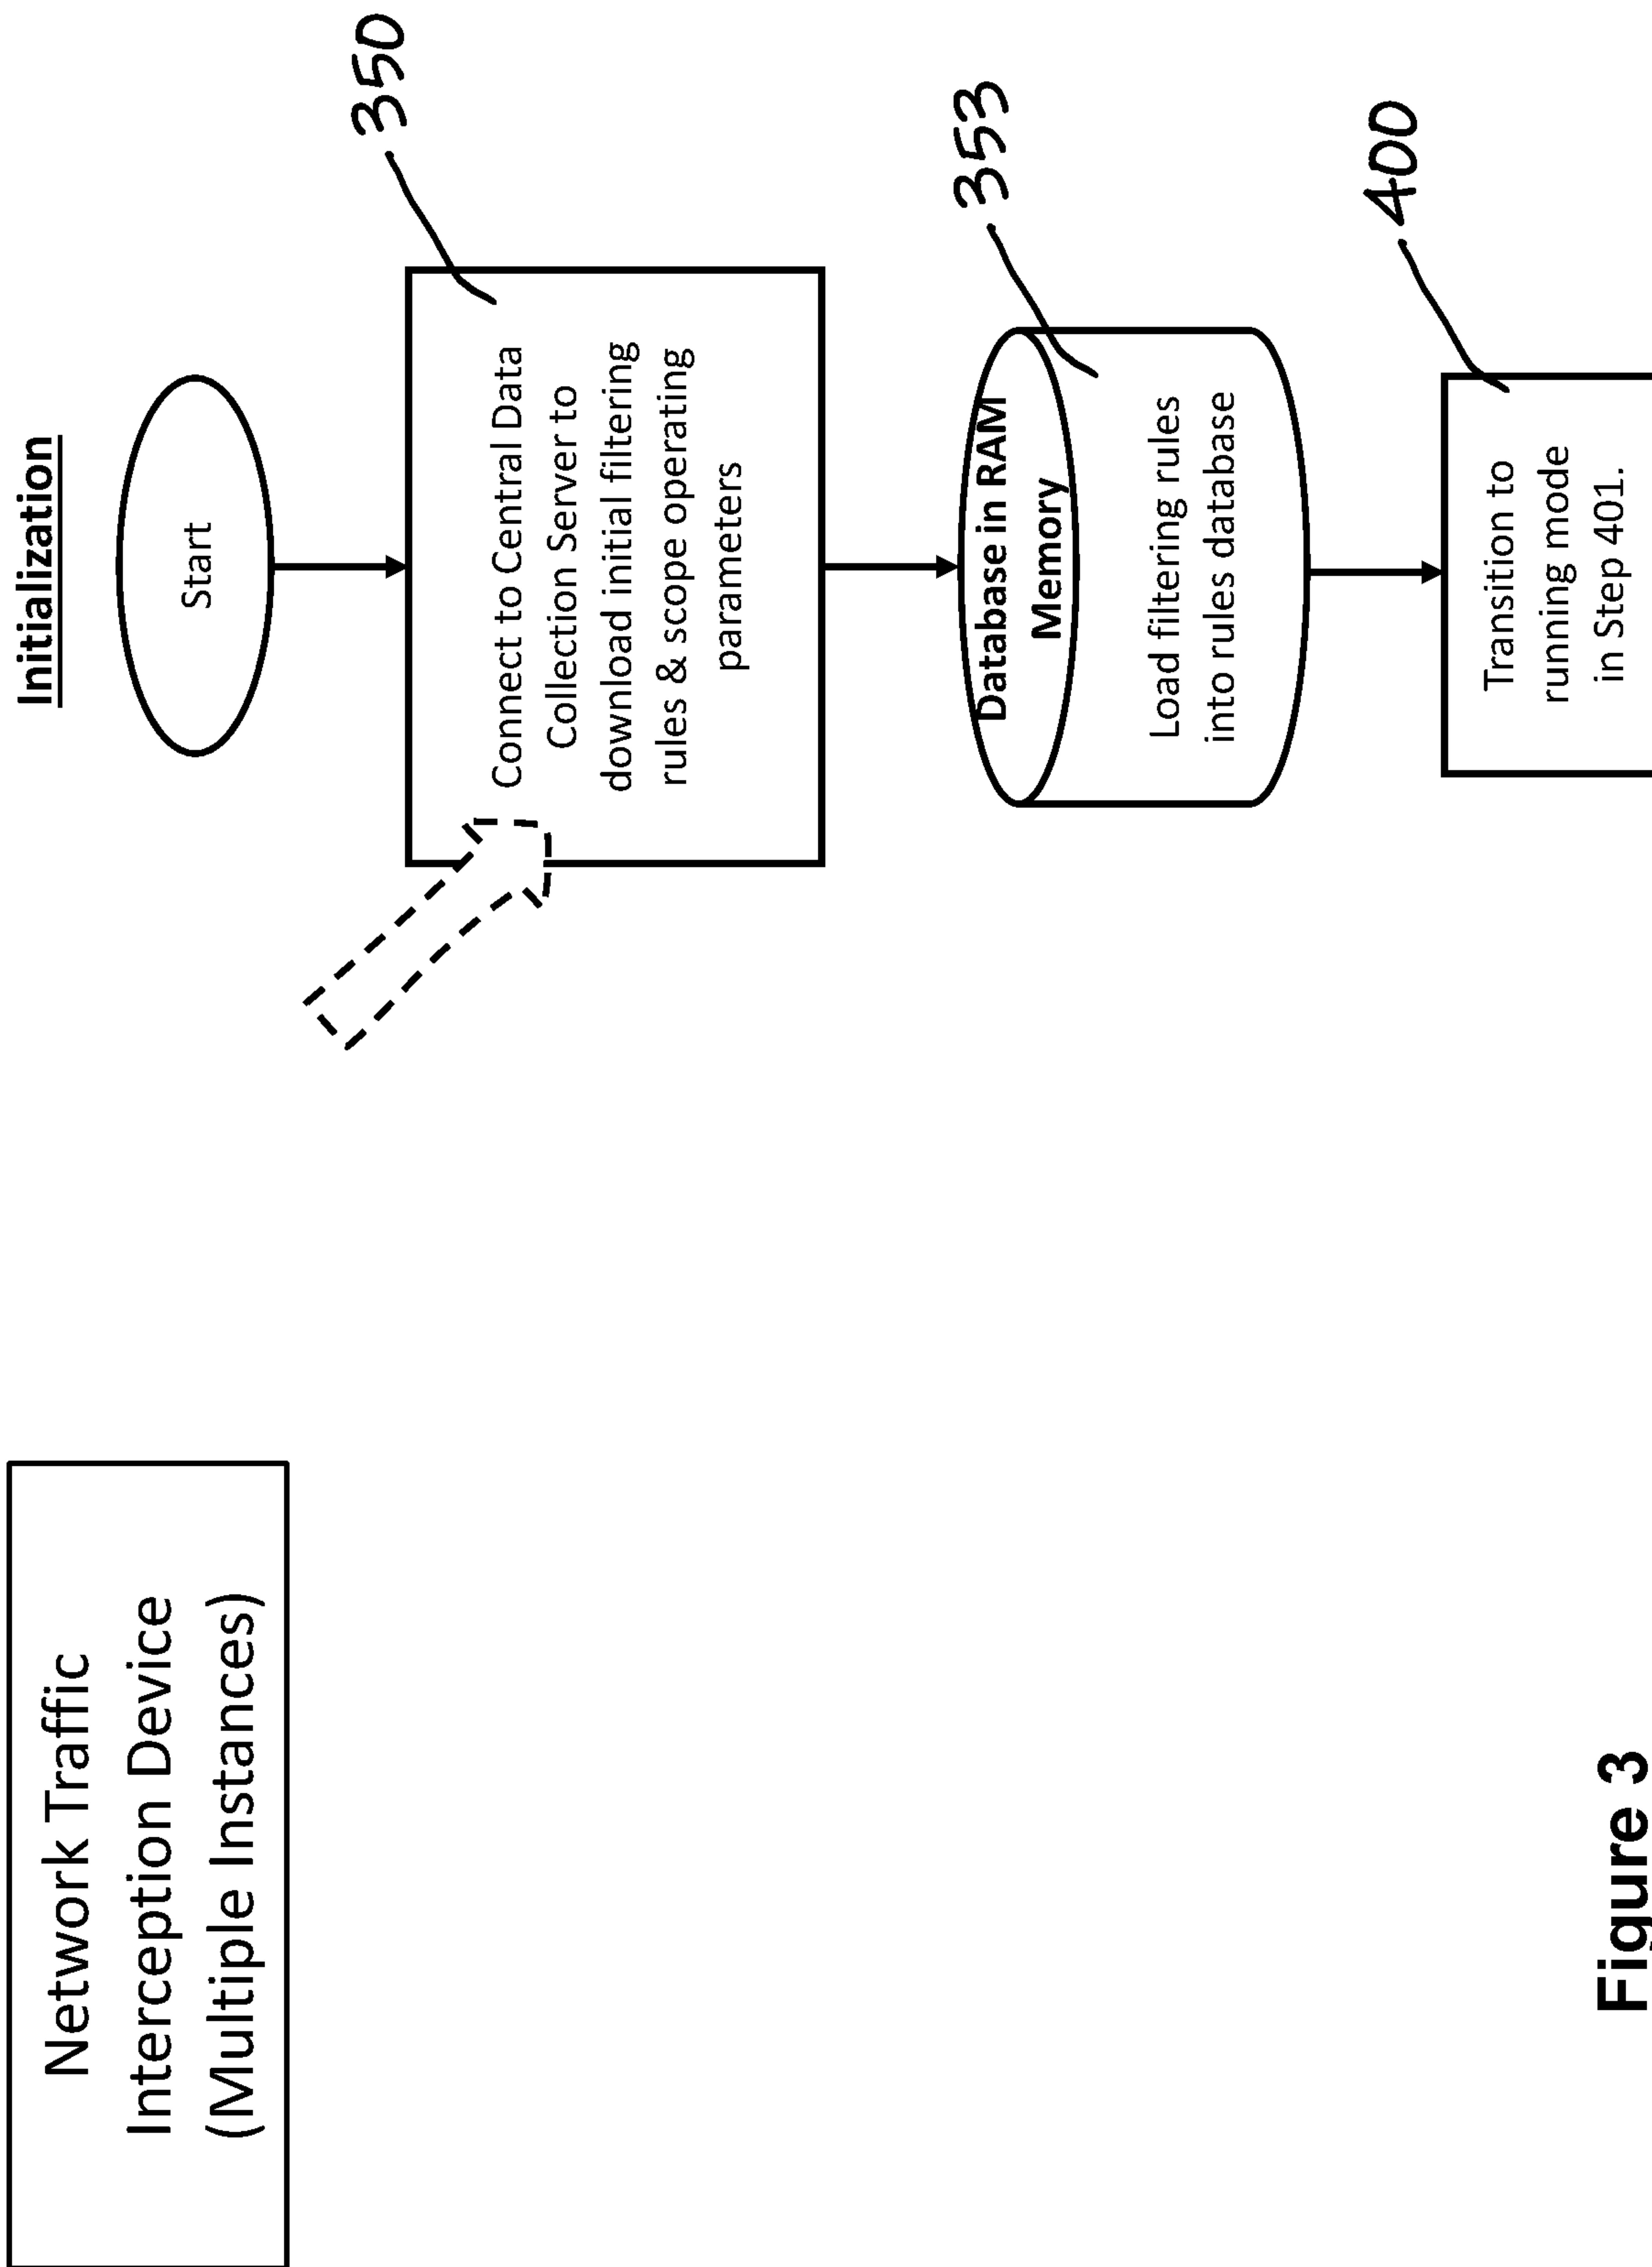 Network Traffic
Interception Device
(Multiple Instances)
Initialization
Start
350
Connect to Central Data
Collection Server to
download initial filtering
rules & scope operating
parameters
353
Database in RAM
Memory
Load filtering rules
into rules database
400
Transition to
running mode
in Step 401.
Figure 3